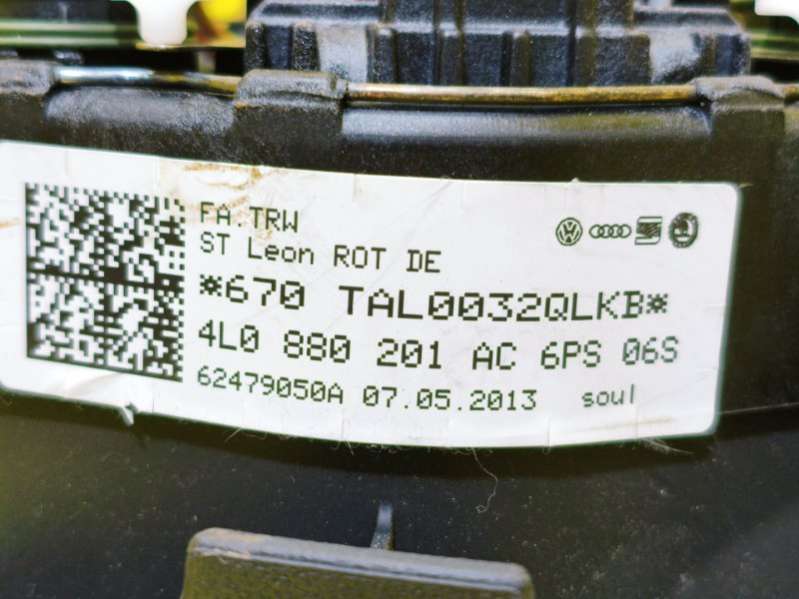 FA.TRW
ST Leon ROT DE
*670 TAL0032QLKB*
4L0 880 201 AC 6PS 06S
62479050A 07.05.2013 soul